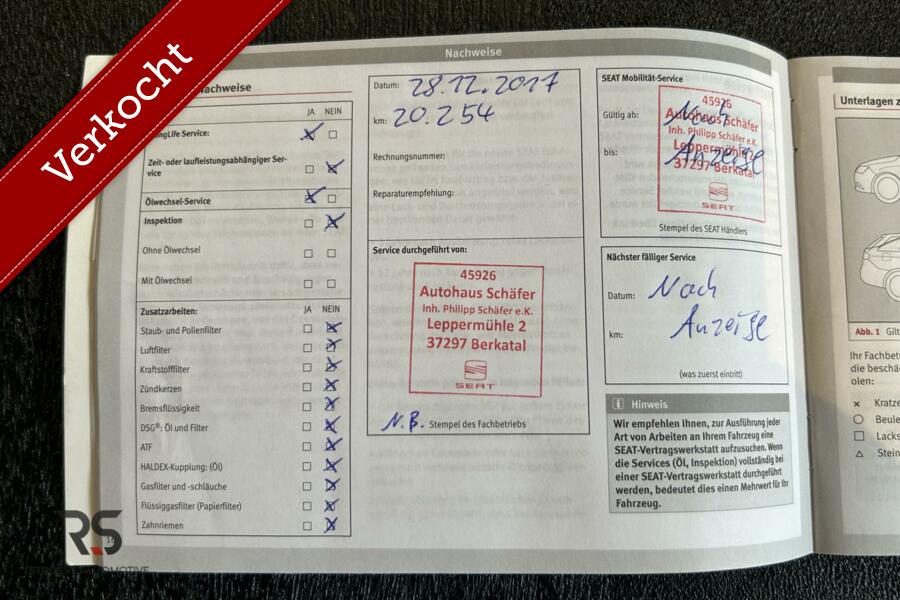 Verkocht
Nachweise
Nachweise
JA NEIN
LongLife Service:
Zeit- oder laufleistungsabhängiger Ser-
vice
Ölwechsel-Service
Inspektion
Ohne Ölwechsel
Mit Ölwechsel
Zusatzarbeiten: JA NEIN
Staub- und Pollenfilter
Luftfilter
Kraftstofffilter
Zündkerzen
Bremsflüssigkeit
DSG®: Öl und Filter
ATF
HALDEX-Kupplung: (Öl)
Gasfilter und -schläuche
Flüssiggasfilter (Papierfilter)
Zahnriemen
Datum: 28.12.2017
km: 20.254
Rechnungsnummer:
Reparaturempfehlung:
Service durchgeführt von:
45926
Autohaus Schäfer
Inh. Philipp Schäfer e.K.
Leppermühle 2
37297 Berkatal
SEAT
N.B. Stempel des Fachbetriebs
SEAT Mobilität-Service
Gültig ab: Nach
bis: Anzeige
45926
Autohaus Schäfer
Inh. Philipp Schäfer e.K.
Leppermühle 2
37297 Berkatal
SEAT
Stempel des SEAT Händlers
Nächster fälliger Service
Datum: Nach
km: Anzeige
(was zuerst eintritt)
Hinweis
Wir empfehlen Ihnen, zur Ausführung jeder
Art von Arbeiten an Ihrem Fahrzeug eine
SEAT-Vertragswerkstatt aufzusuchen. Wenn
die Services (Öl, Inspektion) vollständig bei
einer SEAT-Vertragswerkstatt durchgeführt
werden, bedeutet dies einen Mehrwert für Ihr
Fahrzeug.
Unterlagen z
Abb. 1 Gilt
Ihr Fachbet
die beschä
olen:
Kratze
Beule
Lacks
Stein
RS